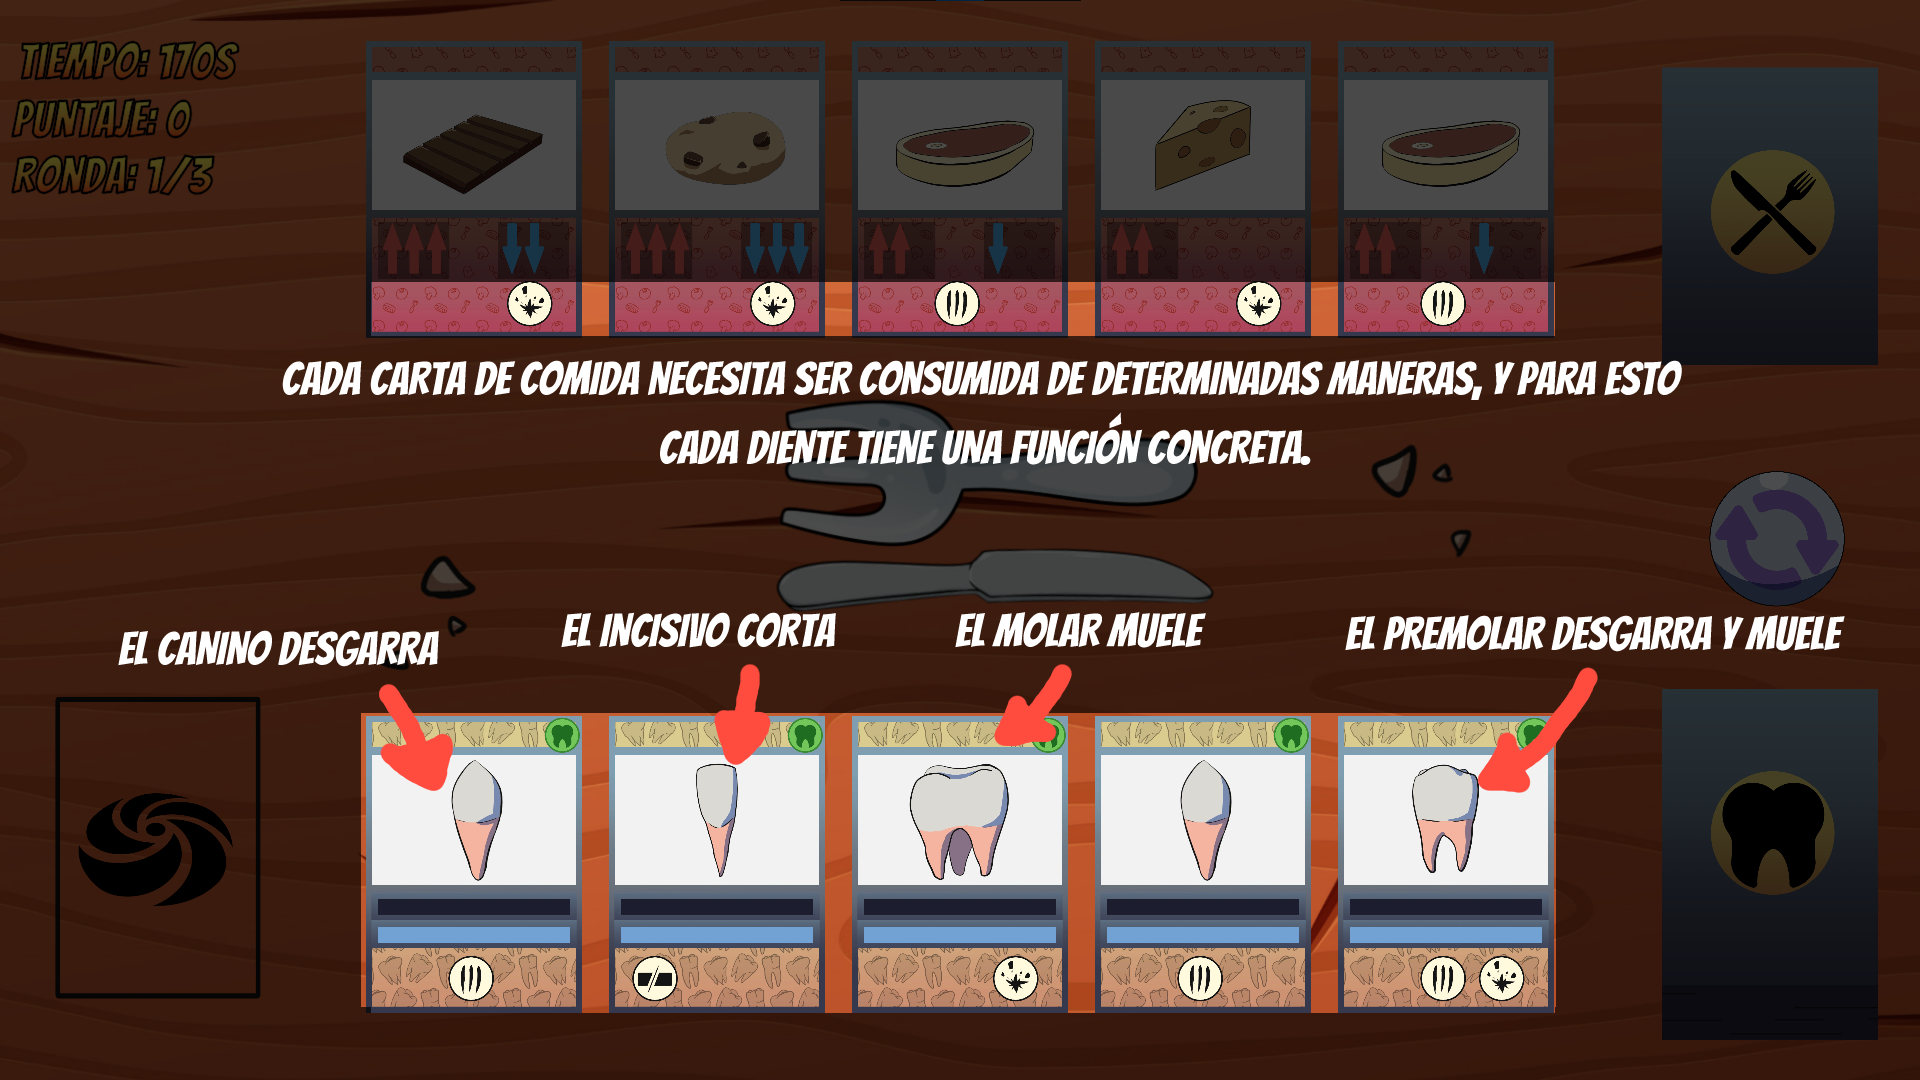 TIEMPO: 170S
PUNTAJE: 0
RONDA: 1/3
CADA CARTA DE COMIDA NECESITA SER CONSUMIDA DE DETERMINADAS MANERAS, Y PARA ESTO
CADA DIENTE TIENE UNA FUNCIÓN CONCRETA.
EL CANINO DESGARRA
EL INCISIVO CORTA
EL MOLAR MUELE
EL PREMOLAR DESGARRA Y MUELE